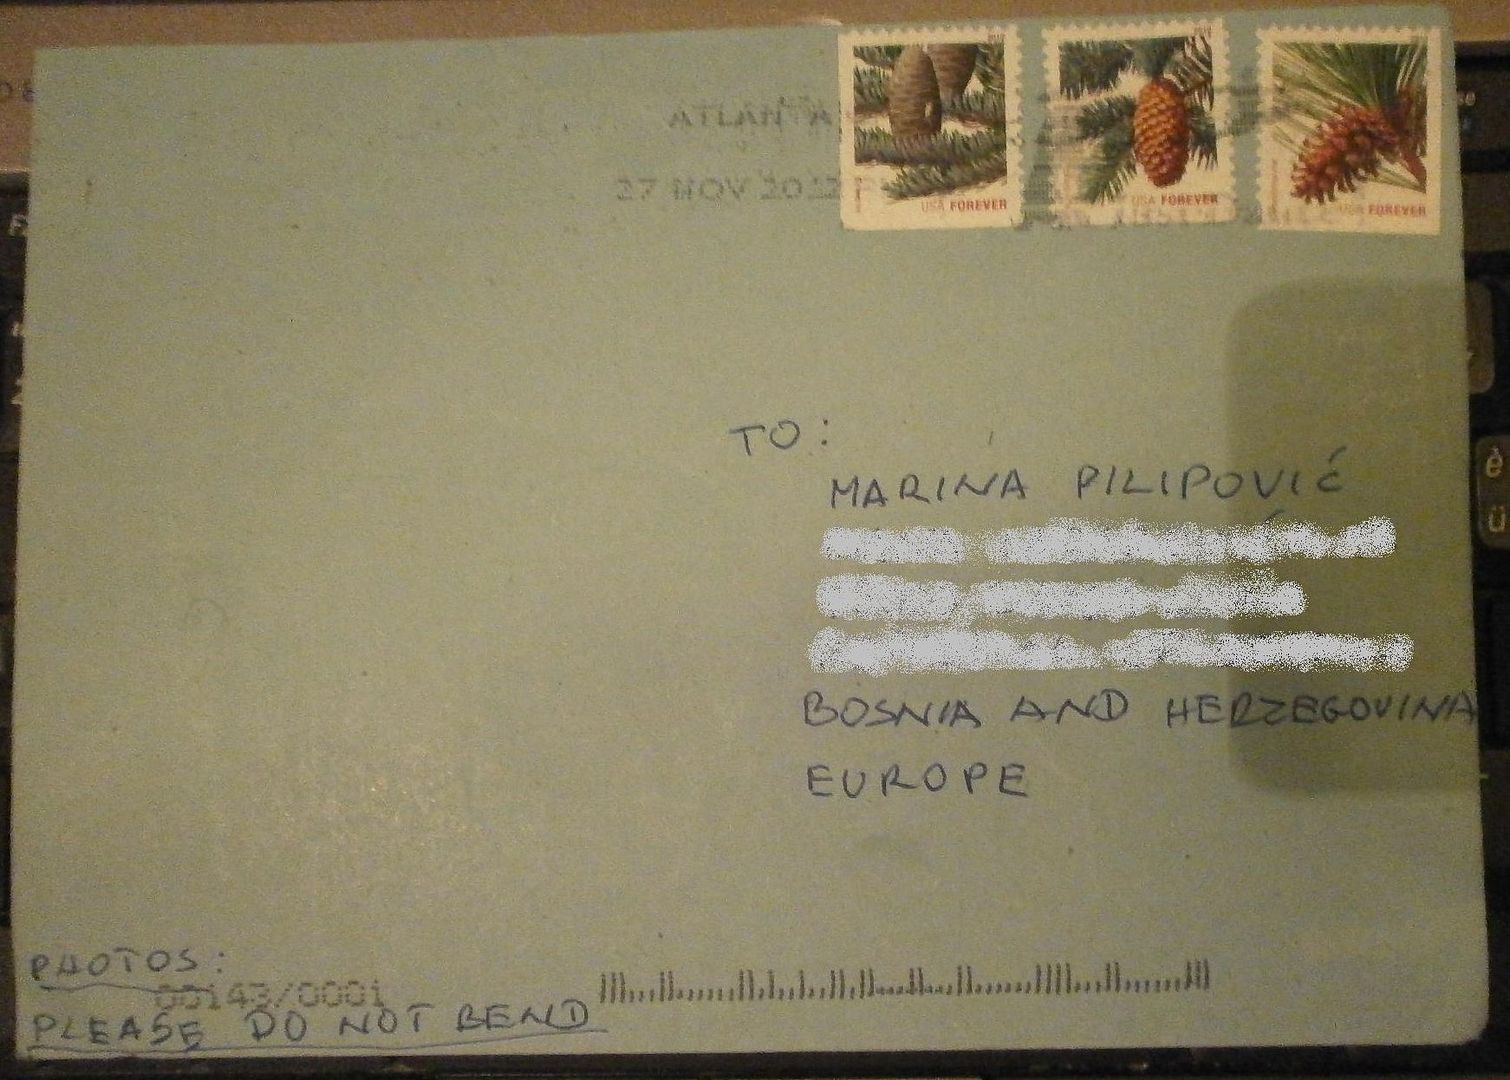 ATLANTA
27 NOV 2012
USA FOREVER
USA FOREVER
USA FOREVER
TO:
MARINA PILIPOVIĆ
BOSNIA AND HERZEGOVINA
EUROPE
PHOTOS:
00143/0001
PLEASE DO NOT BEND
è
ü